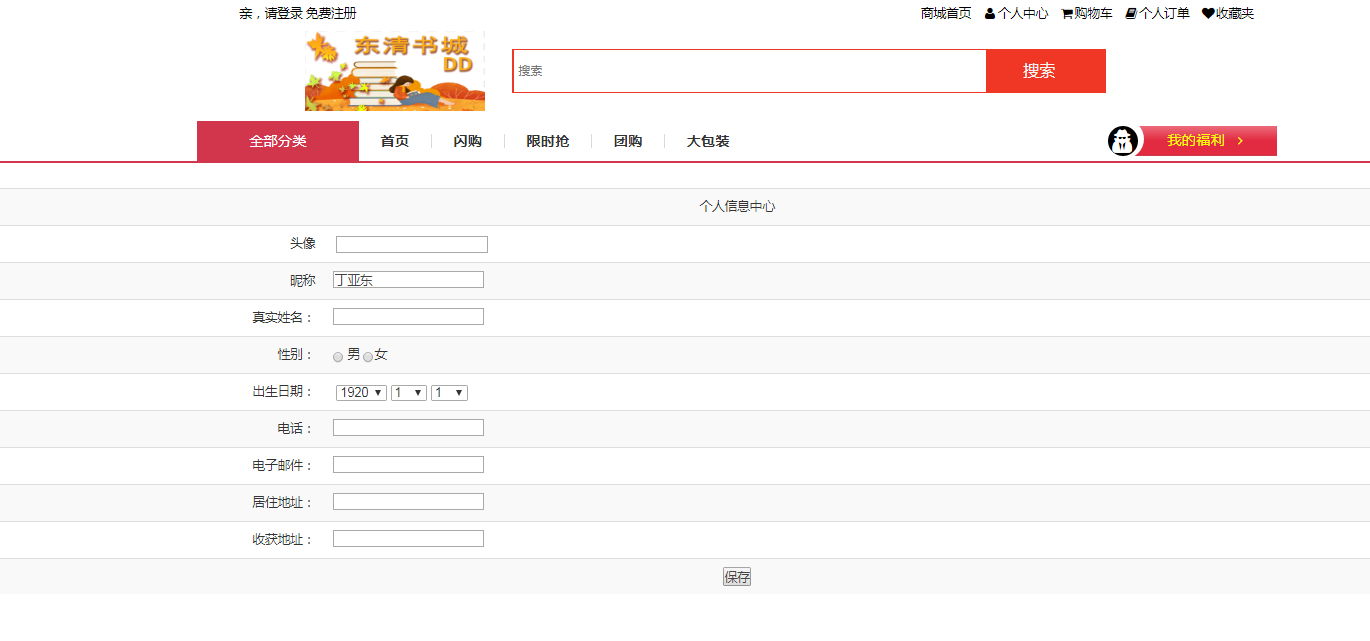 亲，请登录 免费注册
商城首页 个人中心 购物车 个人订单 收藏夹
东清书城
DD
搜索 搜索
全部分类 首页 闪购 限时抢 团购 大包装 我的福利 >
个人信息中心
头像
昵称 丁亚东
真实姓名：
性别： 男 女
出生日期： 1920 1 1
电话：
电子邮件：
居住地址：
收获地址：
保存